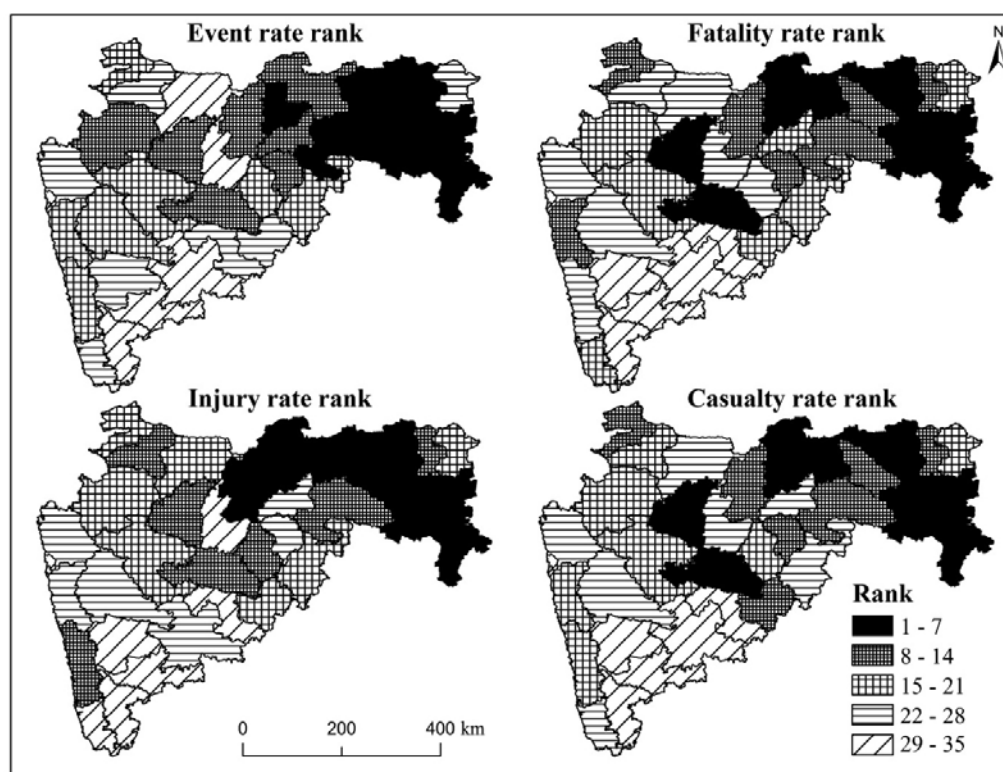 Event rate rank
Fatality rate rank
N
Injury rate rank
Casualty rate rank
Rank
1 - 7
8 - 14
15 - 21
22 - 28
29 - 35
0 200 400 km